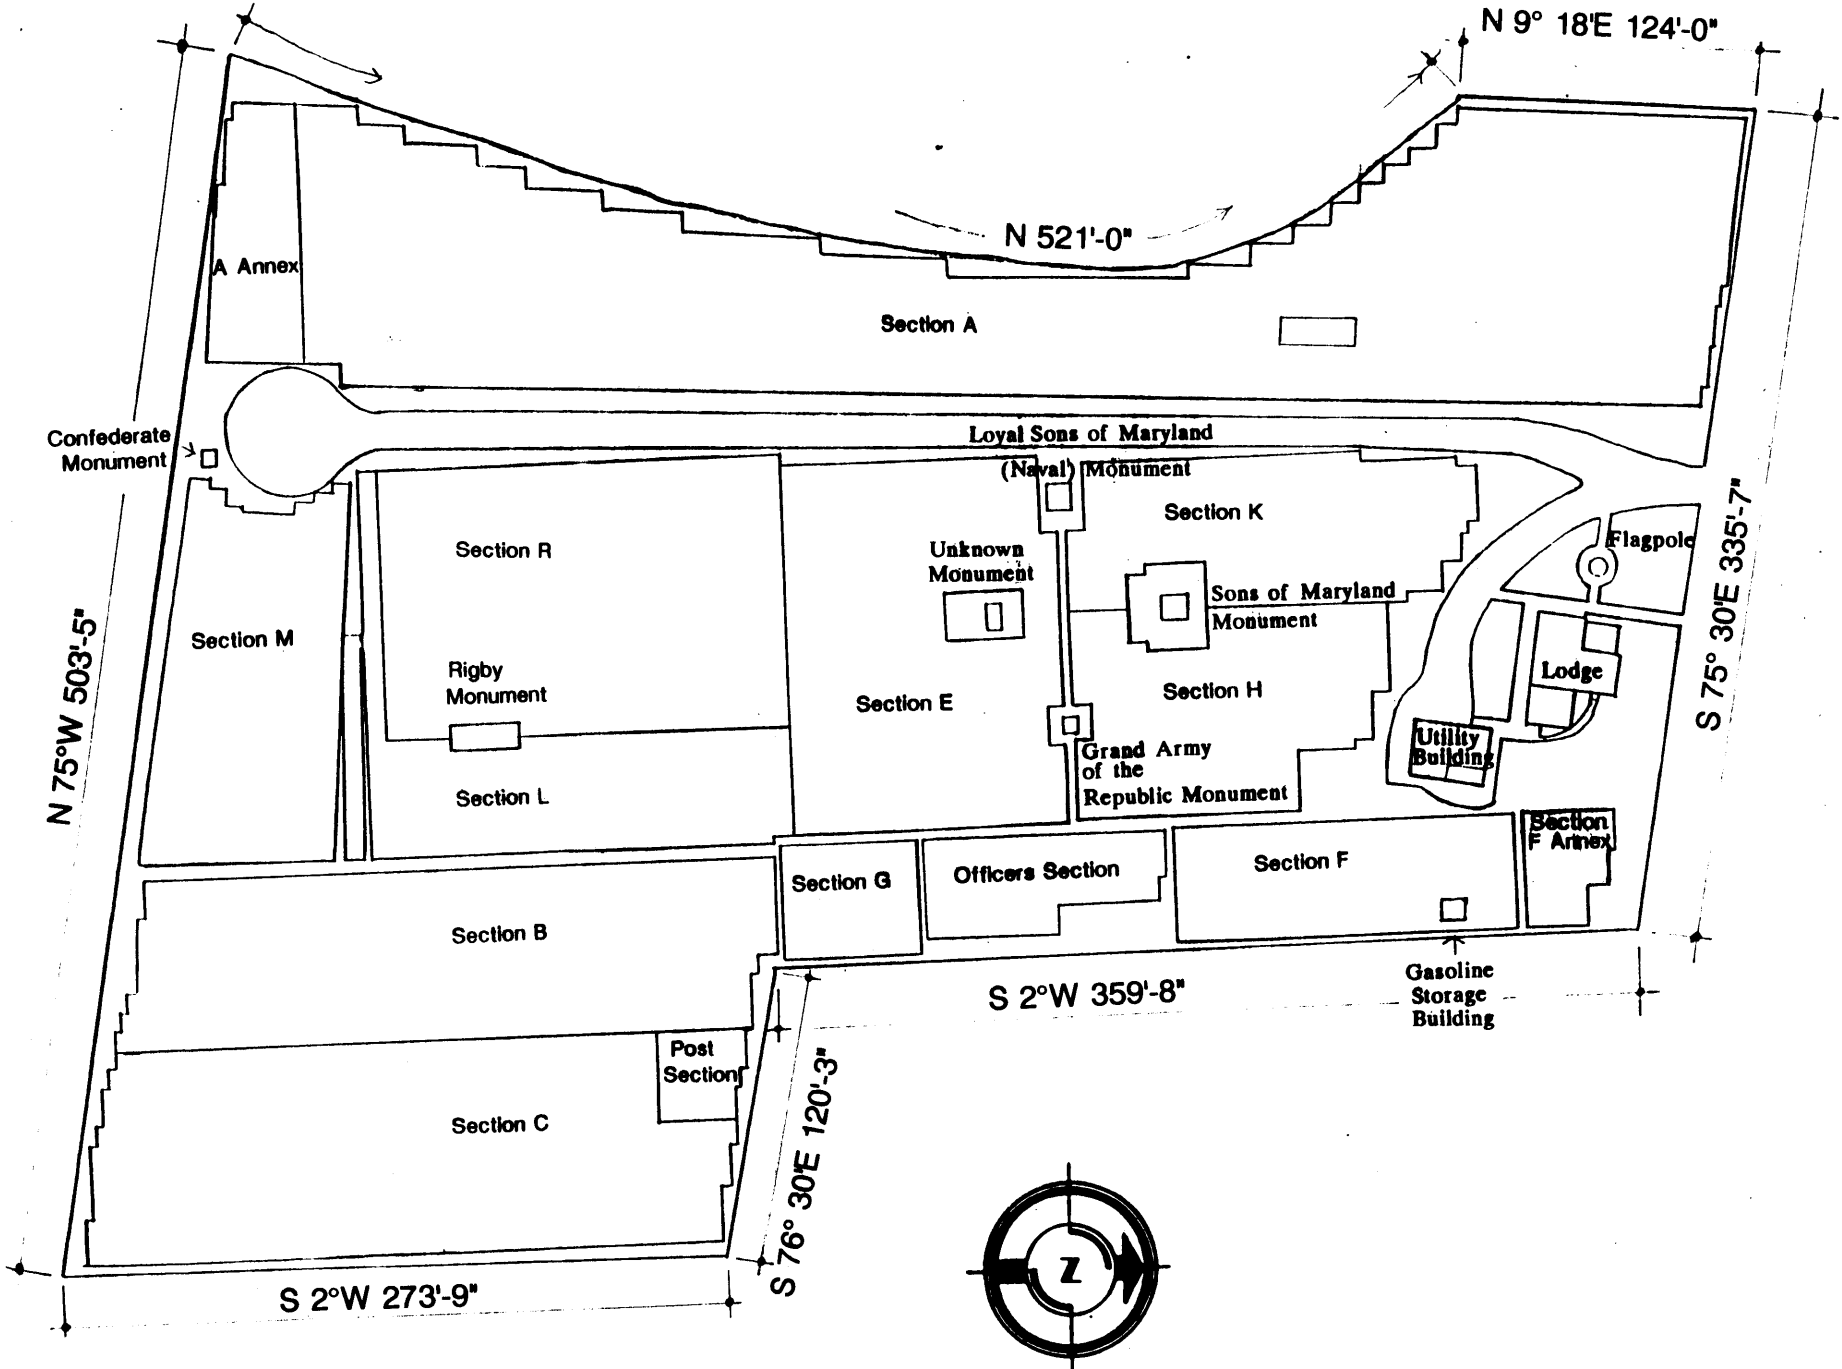 N 9° 18'E 124'-0"
N 521'-0"
A Annex
Section A
Confederate
Monument
Loyal Sons of Maryland
(Naval) Monument
Section K
Section R
Unknown
Monument
Flagpole
Sons of Maryland
Monument
Section M
Rigby
Monument
Section E
Section H
Lodge
S 75° 30'E 335'-7"
N 75°W 503'-5"
Grand Army
of the
Republic Monument
Utility
Building
Section L
Section
F Annex
Section G
Officers Section
Section F
Section B
Gasoline
Storage
Building
S 2°W 359'-8"
Post
Section
Section C
S 76° 30'E 120'-3"
S 2°W 273'-9"
N